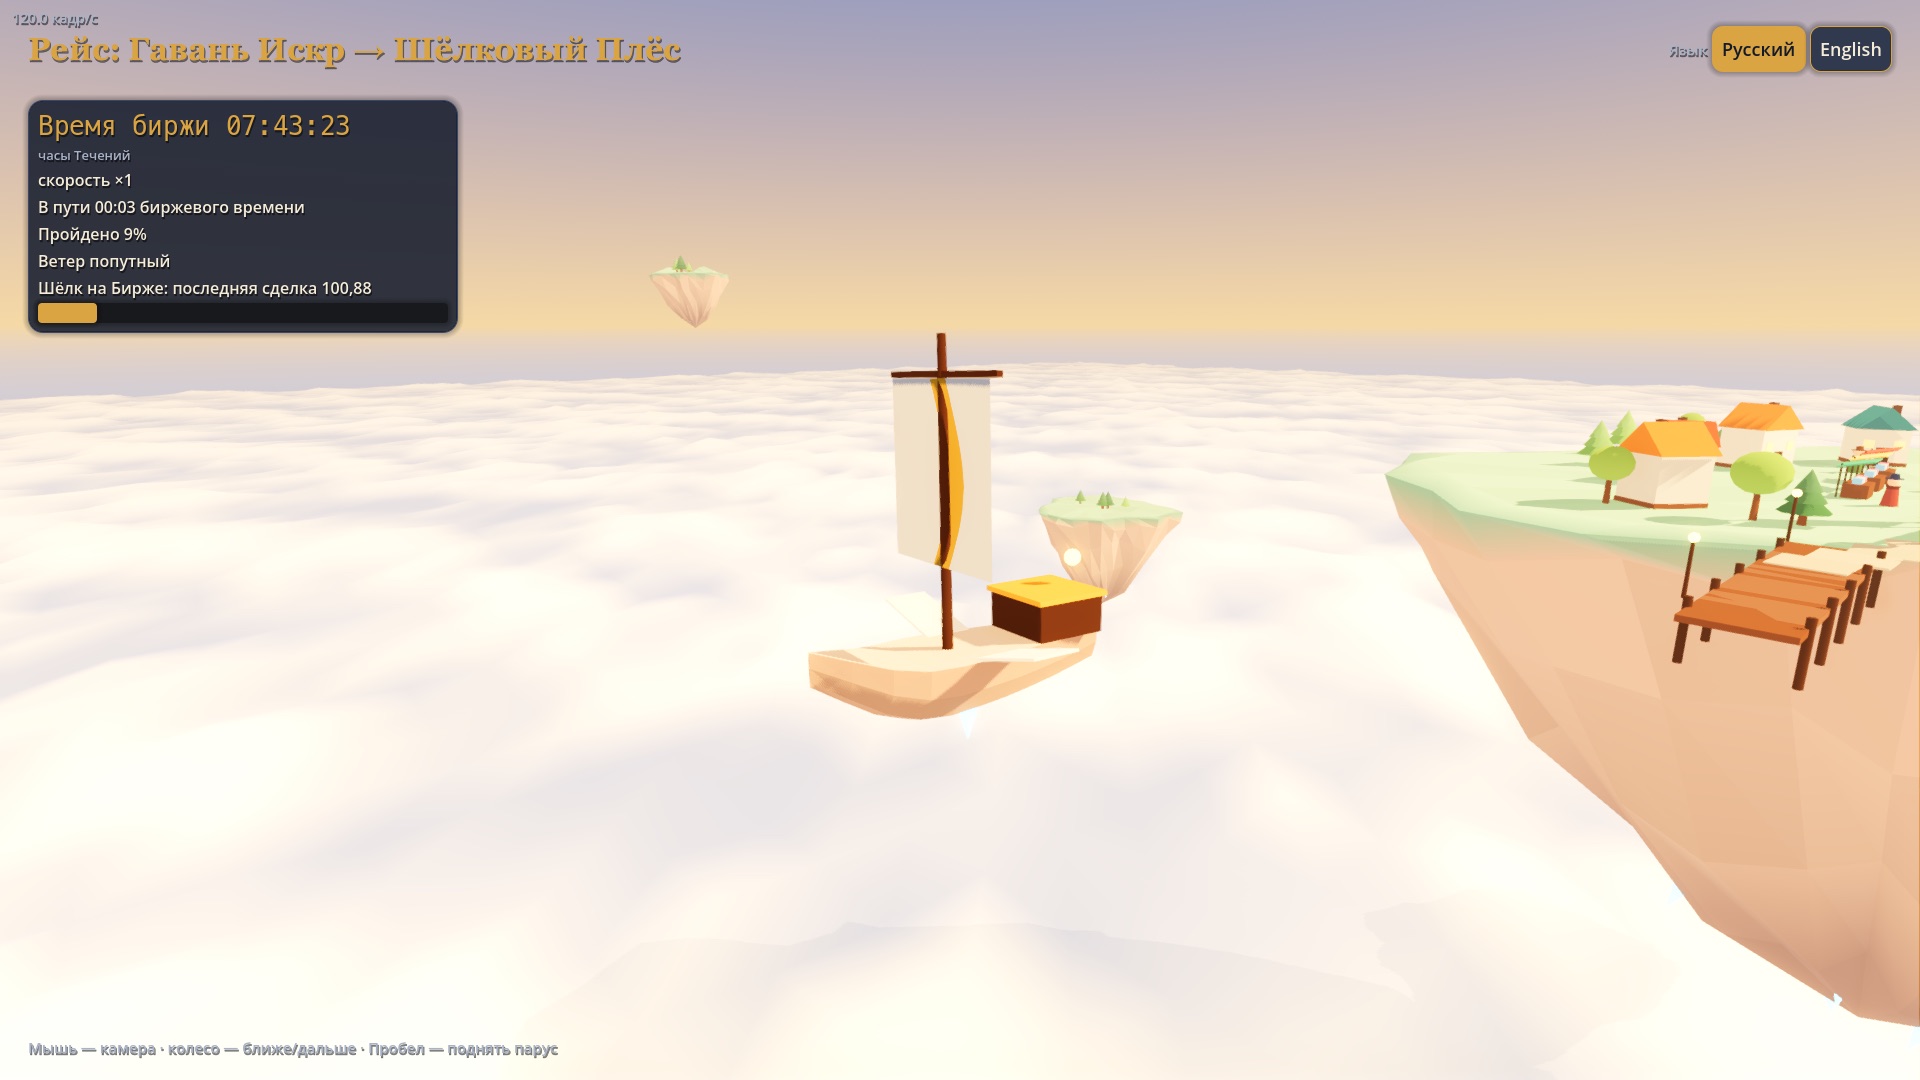 120.0 кадр/с
Рейс: Гавань Искр → Шёлковый Плёс
Язык Русский English
Время биржи 07:43:23
часы Течений
скорость ×1
В пути 00:03 биржевого времени
Пройдено 9%
Ветер попутный
Шёлк на Бирже: последняя сделка 100,88
Мышь — камера · колесо — ближе/дальше · Пробел — поднять парус